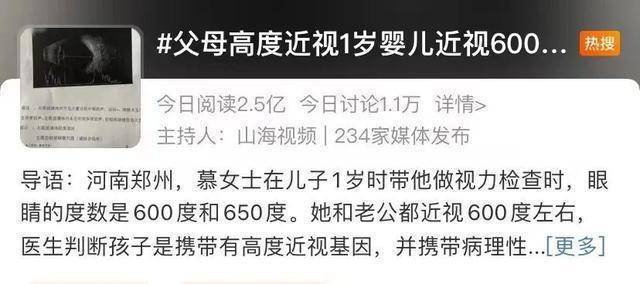 #父母高度近视1岁婴儿近视600... 热搜
今日阅读2.5亿 今日讨论1.1万 详情>
主持人：山海视频 | 234家媒体发布
导语：河南郑州，慕女士在儿子1岁时带他做视力检查时，眼
睛的度数是600度和650度。她和老公都近视600度左右，
医生判断孩子是携带有高度近视基因，并携带病理性...[更多]